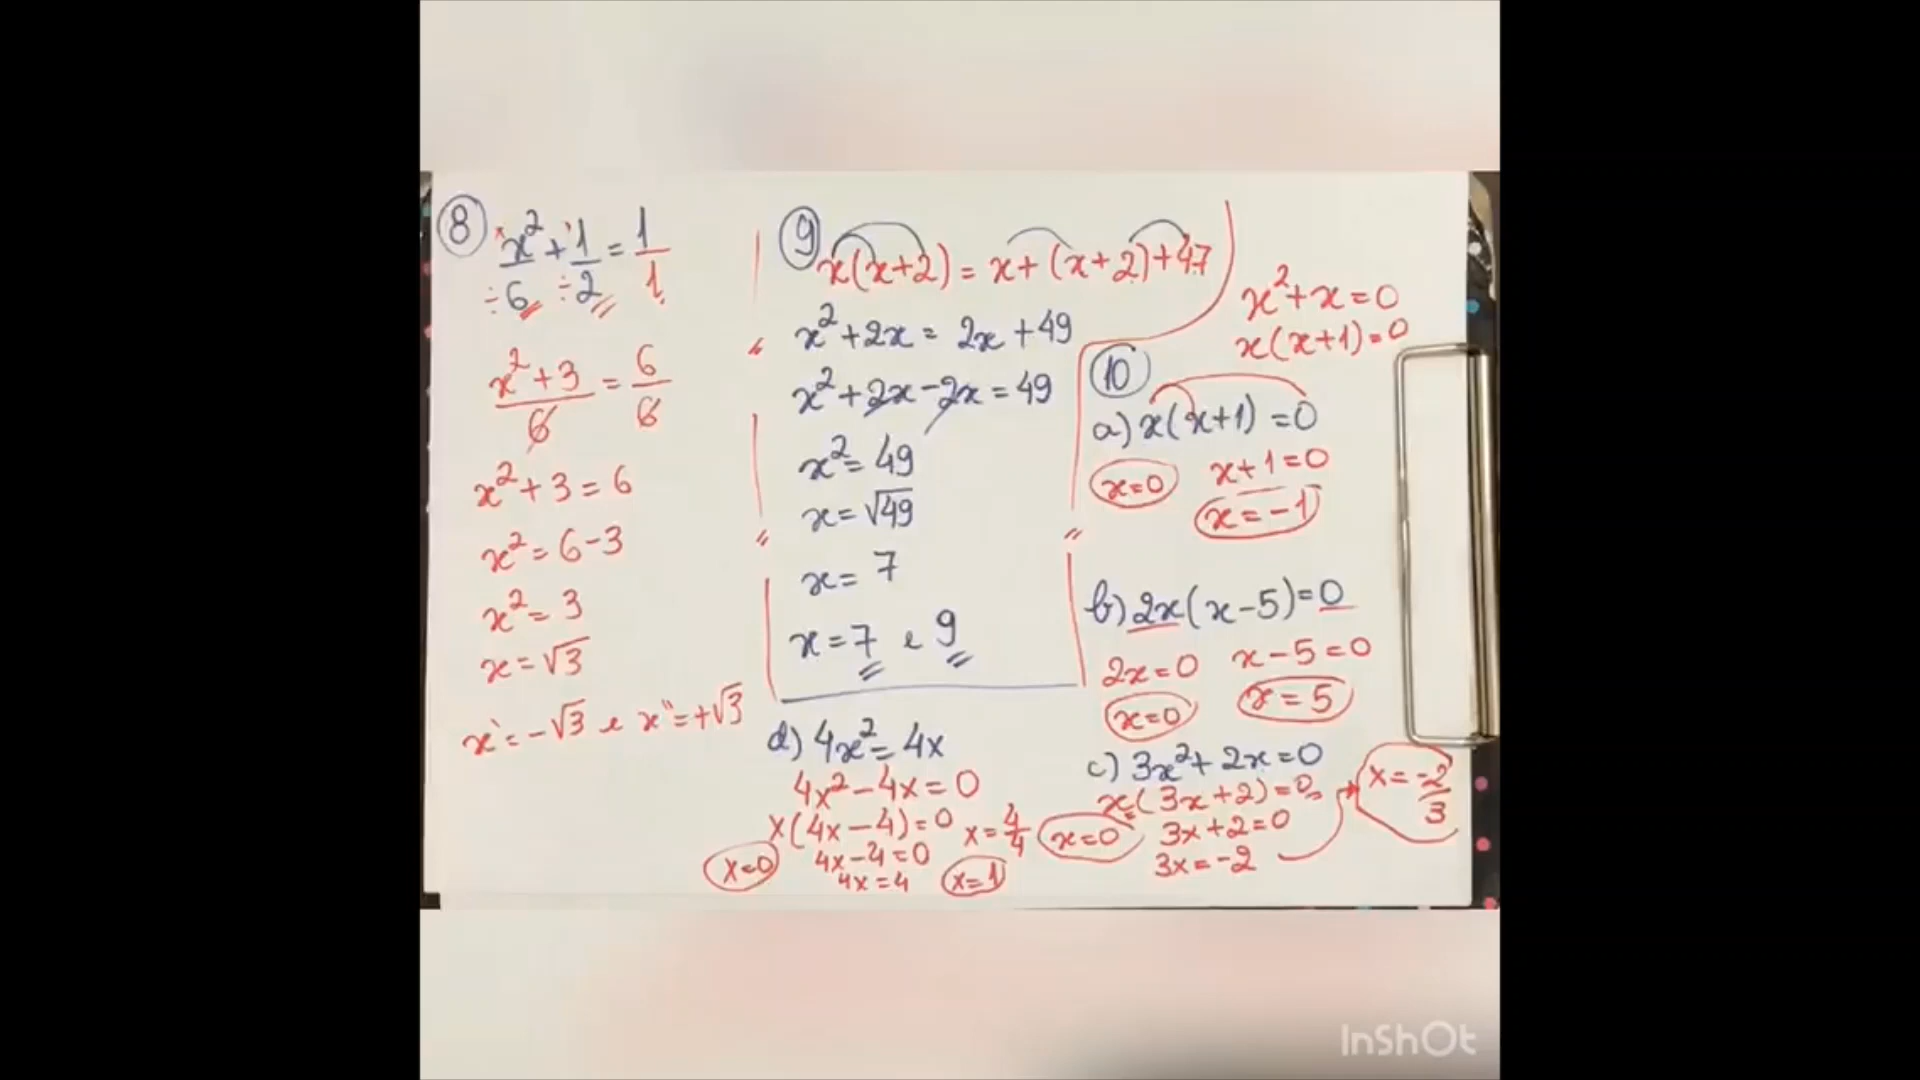 8
x²/6 + 1/2 = 1/1
÷6 ÷2
x²+3/6 = 6/6
x²+3=6
x²=6-3
x²=3
x=√3
x'=-√3 e x''=+√3
9
x(x+2)=x+(x+2)+47
x²+2x=2x+49
x²+2x-2x=49
x²=49
x=√49
x=7
x=7 e 9
x²+x=0
x(x+1)=0
10
a) x(x+1)=0
x=0 x+1=0
x=-1
b) 2x(x-5)=0
2x=0 x-5=0
x=0 x=5
c) 3x²+2x=0
x(3x+2)=0
x=0 3x+2=0
3x=-2
x=-2/3
d) 4x²=4x
4x²-4x=0
x(4x-4)=0 x=4/4
x=0 4x-4=0
4x=4 x=1
InShOt